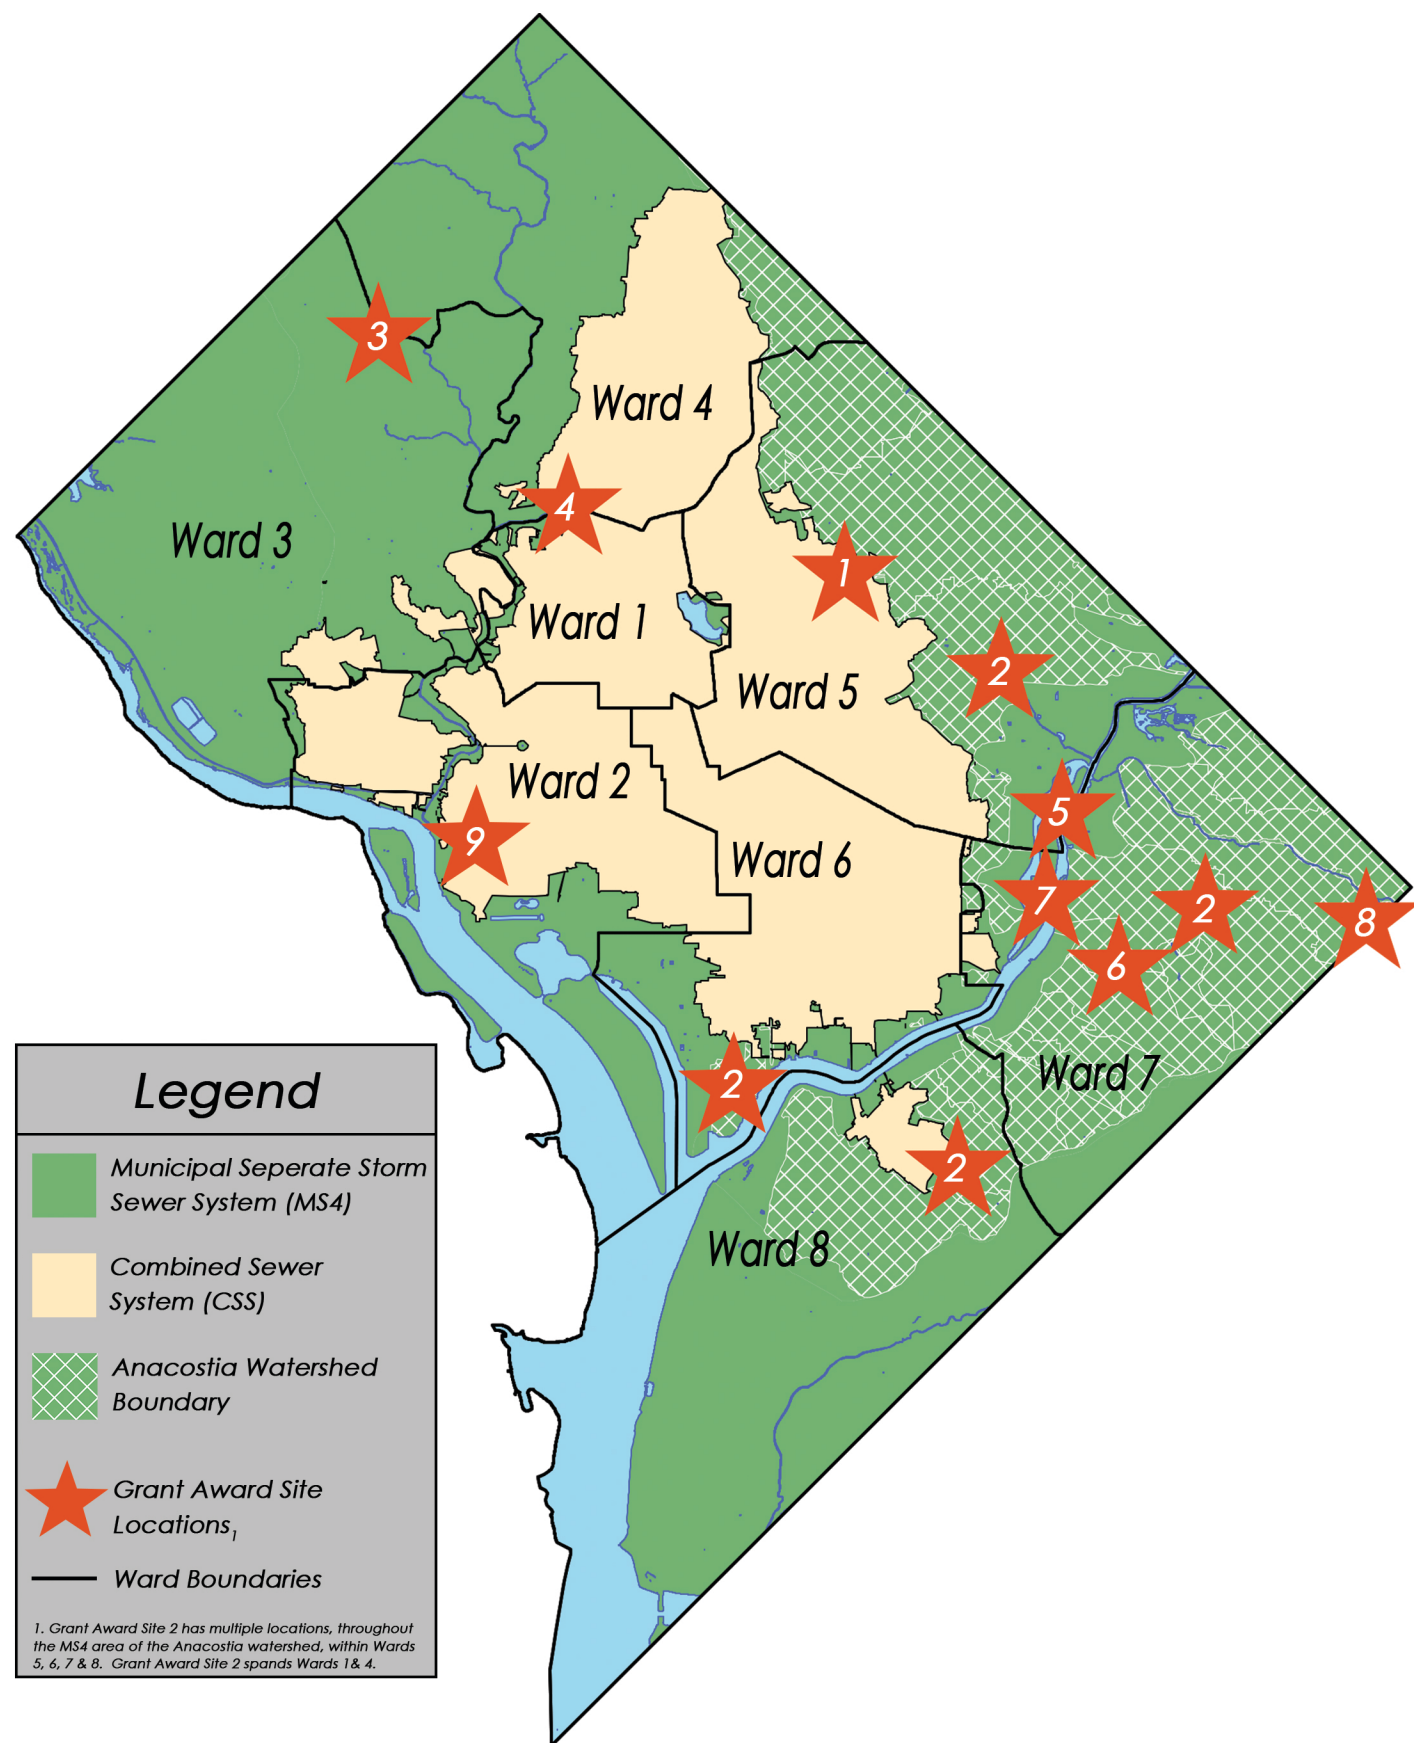 3
Ward 4
4
Ward 3
1
Ward 1
2
Ward 5
Ward 2
5
9
Ward 6
7
2
8
6
Ward 7
2
2
Ward 8
Legend
Municipal Seperate Storm
Sewer System (MS4)
Combined Sewer
System (CSS)
Anacostia Watershed
Boundary
Grant Award Site
Locations1
Ward Boundaries
1. Grant Award Site 2 has multiple locations, throughout
the MS4 area of the Anacostia watershed, within Wards
5, 6, 7 & 8. Grant Award Site 2 spands Wards 1& 4.